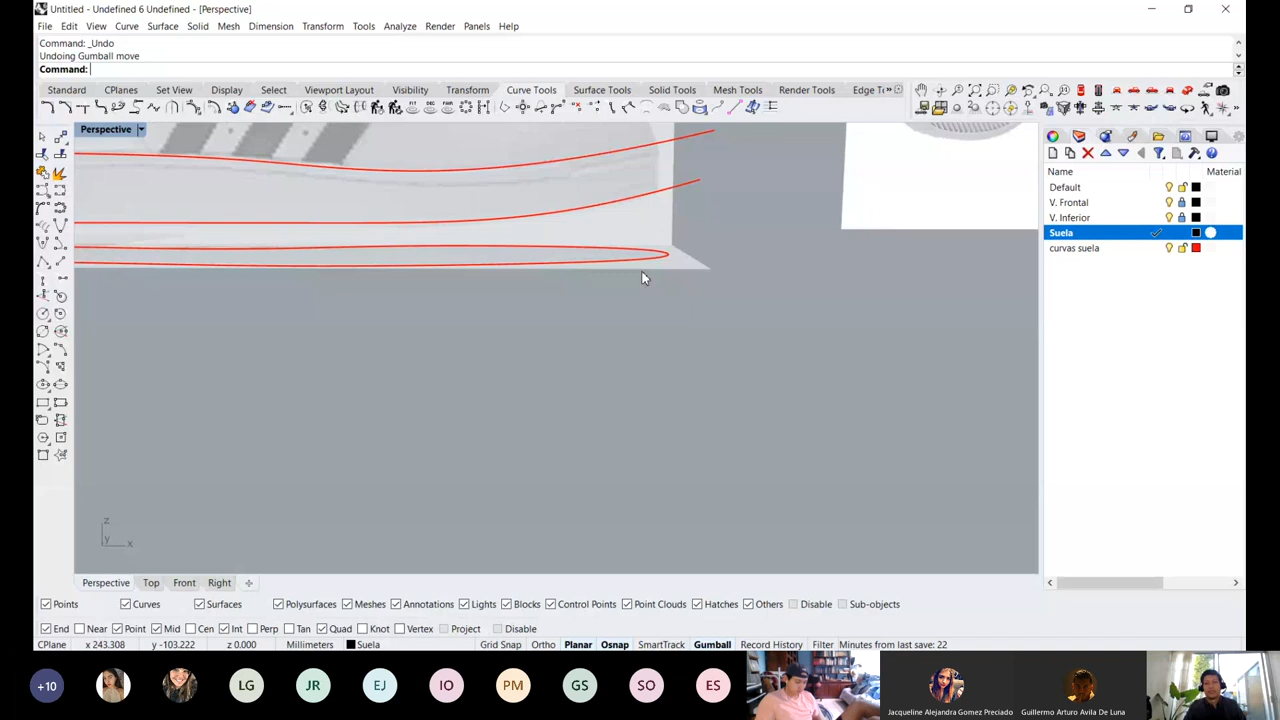 Untitled - Undefined 6 Undefined - [Perspective]
File Edit View Curve Surface Solid Mesh Dimension Transform Tools Analyze Render Panels Help
Command: _Undo
Undoing Gumball move
Command:
Standard CPlanes Set View Display Select Viewport Layout Visibility Transform Curve Tools Surface Tools Solid Tools Mesh Tools Render Tools Edge T »
Perspective
Name Material
Default
V. Frontal
V. Inferior
Suela
curvas suela
z
y x
Perspective Top Front Right
Points Curves Surfaces Polysurfaces Meshes Annotations Lights Blocks Control Points Point Clouds Hatches Others Disable Sub-objects
End Near Point Mid Cen Int Perp Tan Quad Knot Vertex Project Disable
CPlane x 243.308 y -103.222 z 0.000 Millimeters Suela Grid Snap Ortho Planar Osnap SmartTrack Gumball Record History Filter Minutes from last save: 22
+10 LG JR EJ IO PM GS SO ES
Jacqueline Alejandra Gomez Preciado Guillermo Arturo Avila De Luna